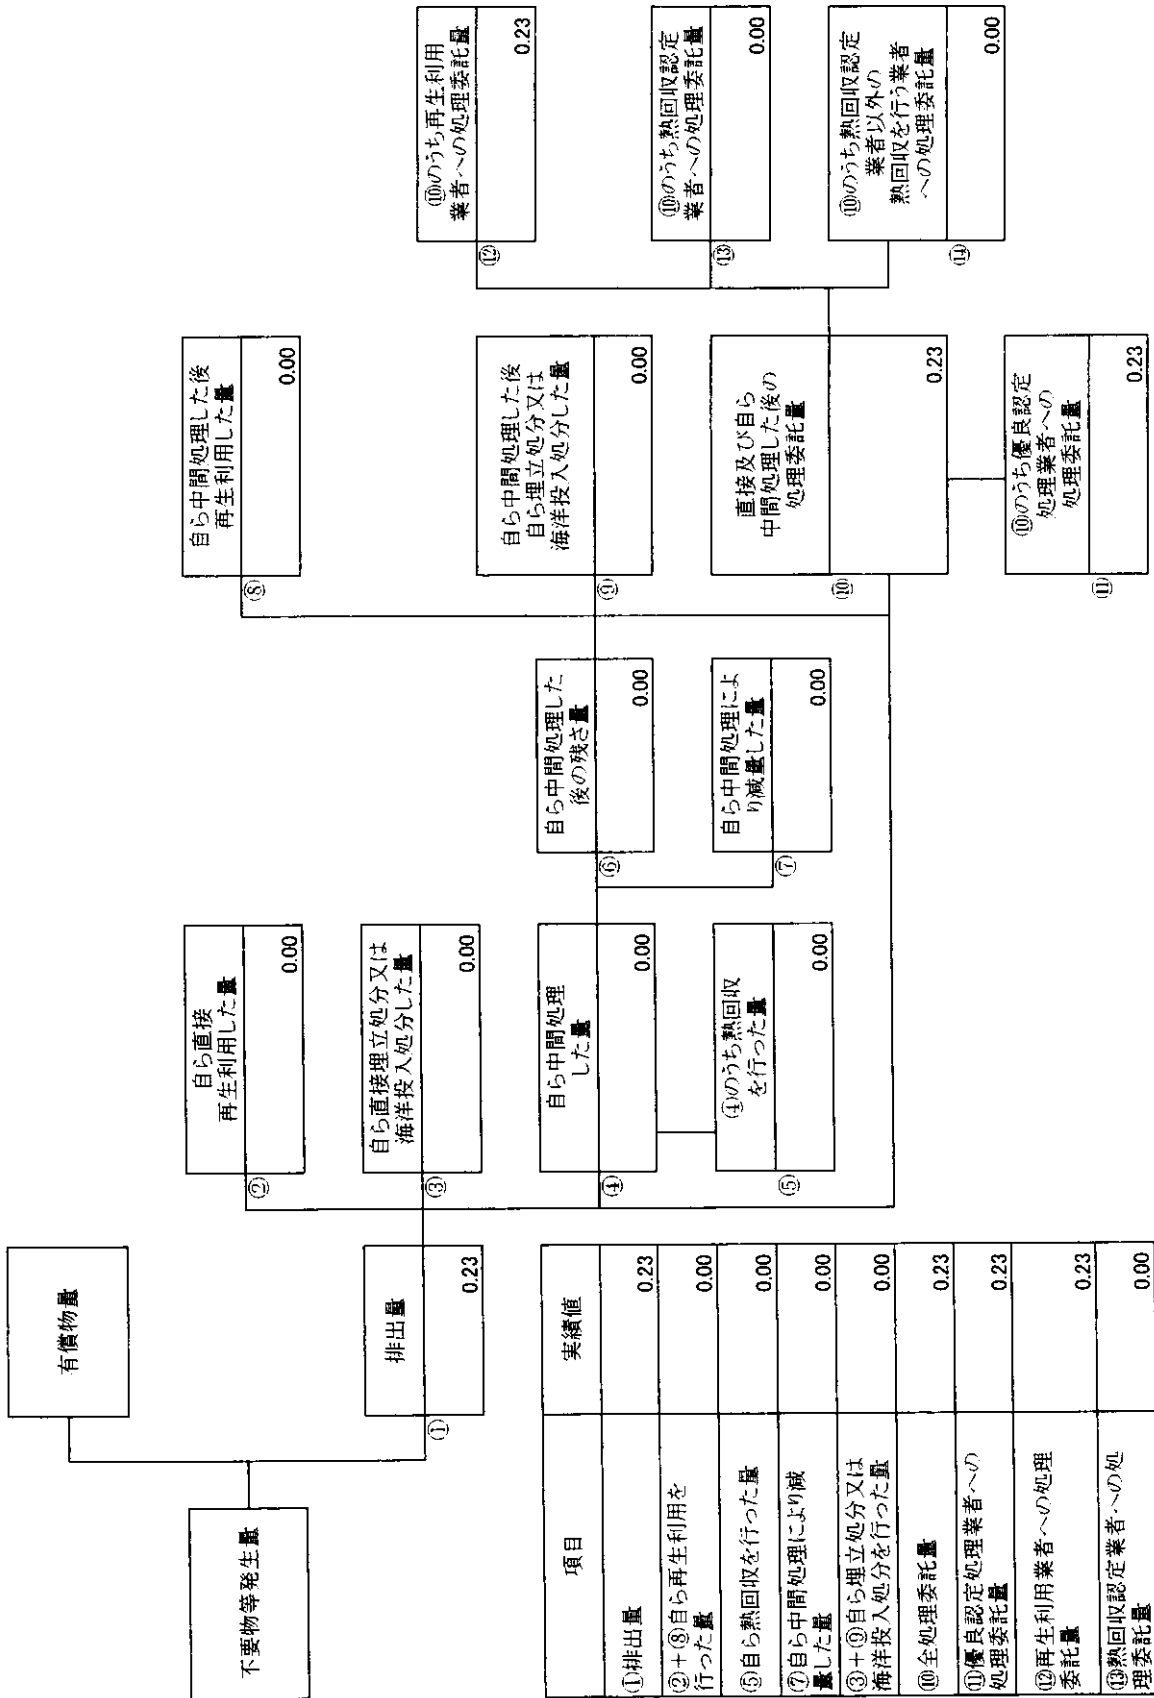 不要物等発生量
有償物量
①
排出量
0.23
②
自ら直接
再生利用した量
0.00
③
自ら直接埋立処分又は
海洋投入処分した量
0.00
④
自ら中間処理
した量
0.00
⑤
④のうち熱回収
を行った量
0.00
⑥
自ら中間処理した
後の残さ量
0.00
⑦
自ら中間処理によ
り減量した量
0.00
⑧
自ら中間処理した後
再生利用した量
0.00
⑨
自ら中間処理した後
自ら埋立処分又は
海洋投入処分した量
0.00
⑩
直接及び自ら
中間処理した後の
処理委託量
0.23
⑪
⑩のうち優良認定
処理業者への
処理委託量
0.23
⑫
⑩のうち再生利用
業者への処理委託量
0.23
⑬
⑩のうち熱回収認定
業者への処理委託量
0.00
⑭
⑩のうち熱回収認定
業者以外の
熱回収を行う業者
への処理委託量
0.00
項目 実績値
①排出量 0.23
②+⑧自ら再生利用を
行った量 0.00
⑤自ら熱回収を行った量 0.00
⑦自ら中間処理により減
量した量 0.00
③+⑨自ら埋立処分又は
海洋投入処分を行った量 0.00
⑩全処理委託量 0.23
⑪優良認定処理業者への
処理委託量 0.23
⑫再生利用業者への処理
委託量 0.23
⑬熱回収認定業者への処
理委託量 0.00